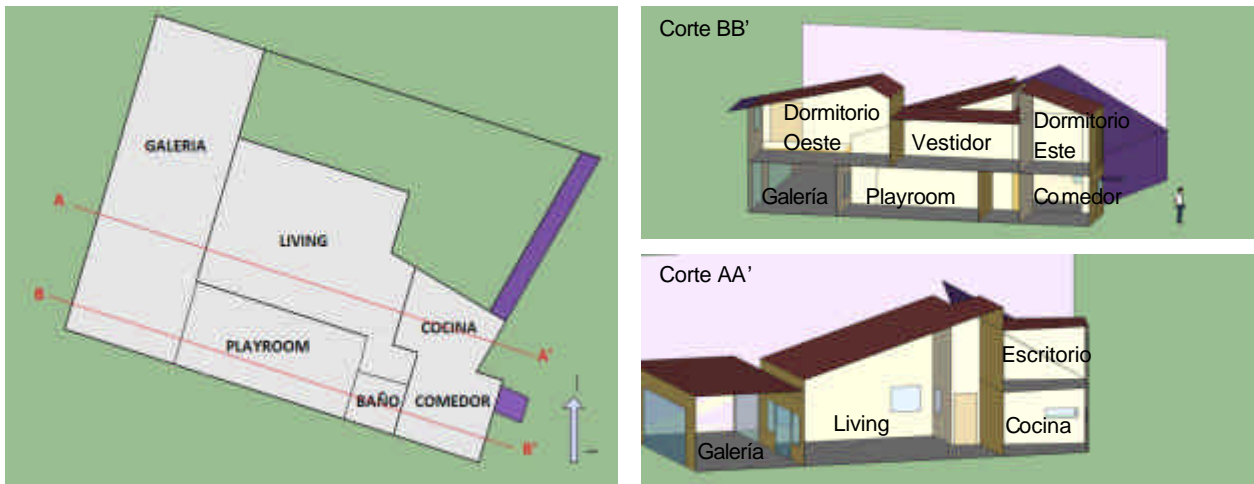 GALERIA
A
LIVING
B
COCINA
PLAYROOM
A'
BAÑO
COMEDOR
B'
Corte BB’
Dormitorio
Oeste
Vestidor
Dormitorio
Este
Galería
Playroom
Comedor
Corte AA’
Escritorio
Living
Cocina
Galería